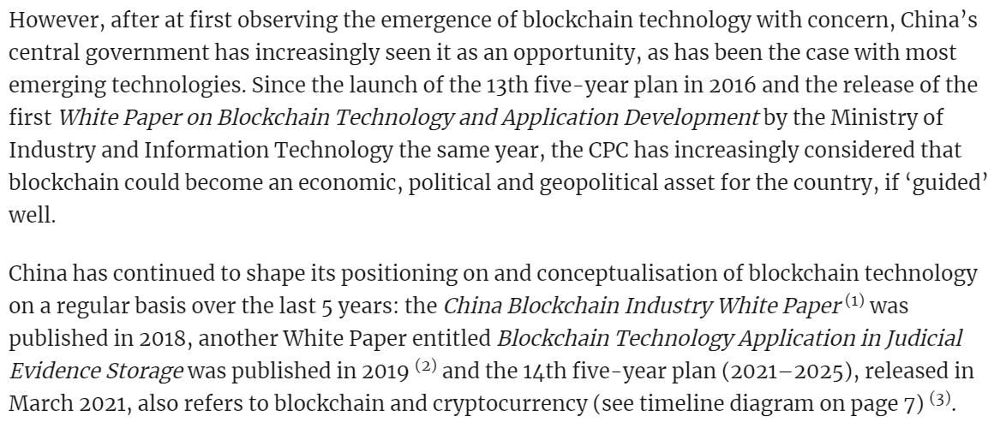 However, after at first observing the emergence of blockchain technology with concern, China’s
central government has increasingly seen it as an opportunity, as has been the case with most
emerging technologies. Since the launch of the 13th five-year plan in 2016 and the release of the
first White Paper on Blockchain Technology and Application Development by the Ministry of
Industry and Information Technology the same year, the CPC has increasingly considered that
blockchain could become an economic, political and geopolitical asset for the country, if ‘guided’
well.
China has continued to shape its positioning on and conceptualisation of blockchain technology
on a regular basis over the last 5 years: the China Blockchain Industry White Paper (1) was
published in 2018, another White Paper entitled Blockchain Technology Application in Judicial
Evidence Storage was published in 2019 (2) and the 14th five-year plan (2021–2025), released in
March 2021, also refers to blockchain and cryptocurrency (see timeline diagram on page 7) (3).